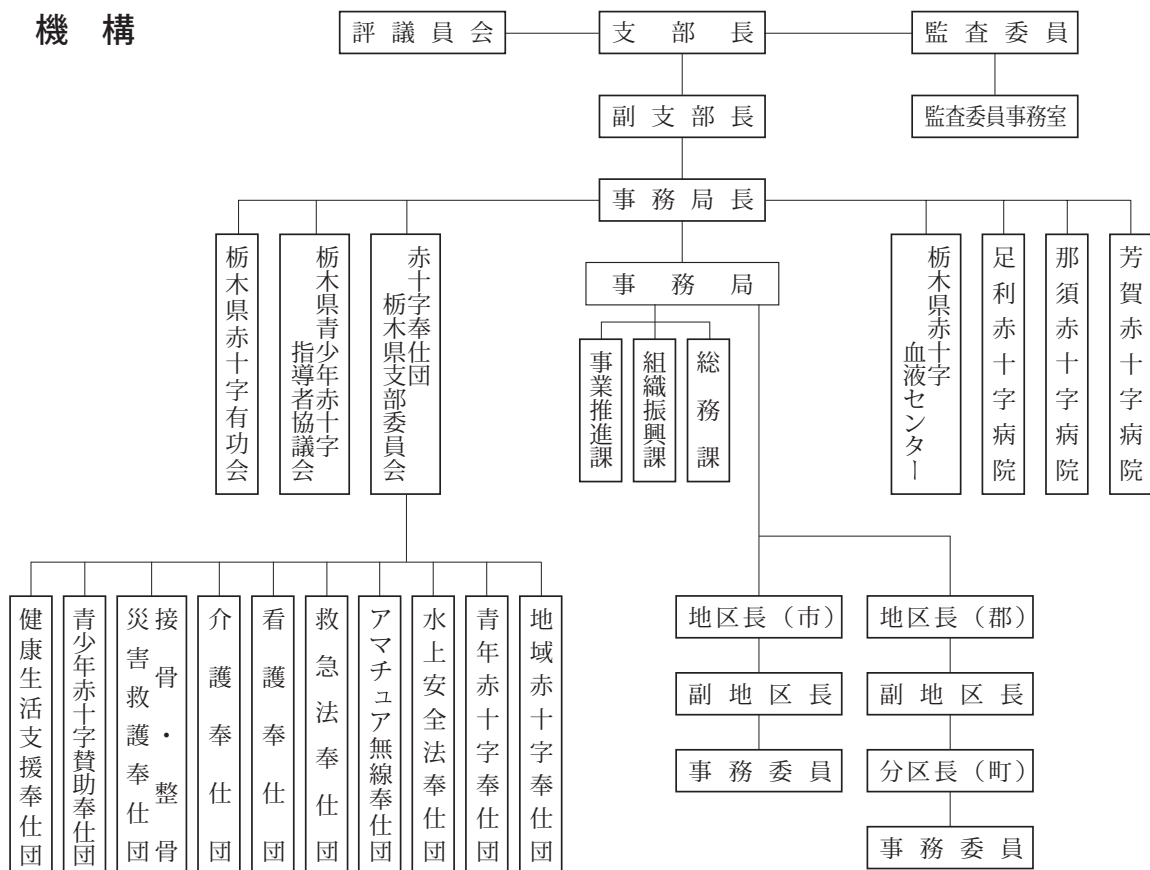 機構
評議員会
支部長
監査委員
副支部長
監査委員事務室
事務局長
栃木県赤十字有功会
栃木県青少年赤十字
指導者協議会
赤十字奉仕団
栃木県支部委員会
事務局
事業推進課
組織振興課
総務課
栃木県赤十字
血液センター
足利赤十字病院
那須赤十字病院
芳賀赤十字病院
健康生活支援奉仕団
青少年赤十字賛助奉仕団
接骨・整骨
災害救護奉仕団
介護奉仕団
看護奉仕団
救急法奉仕団
アマチュア無線奉仕団
水上安全法奉仕団
青年赤十字奉仕団
地域赤十字奉仕団
地区長（市）
副地区長
事務委員
地区長（郡）
副地区長
分区長（町）
事務委員